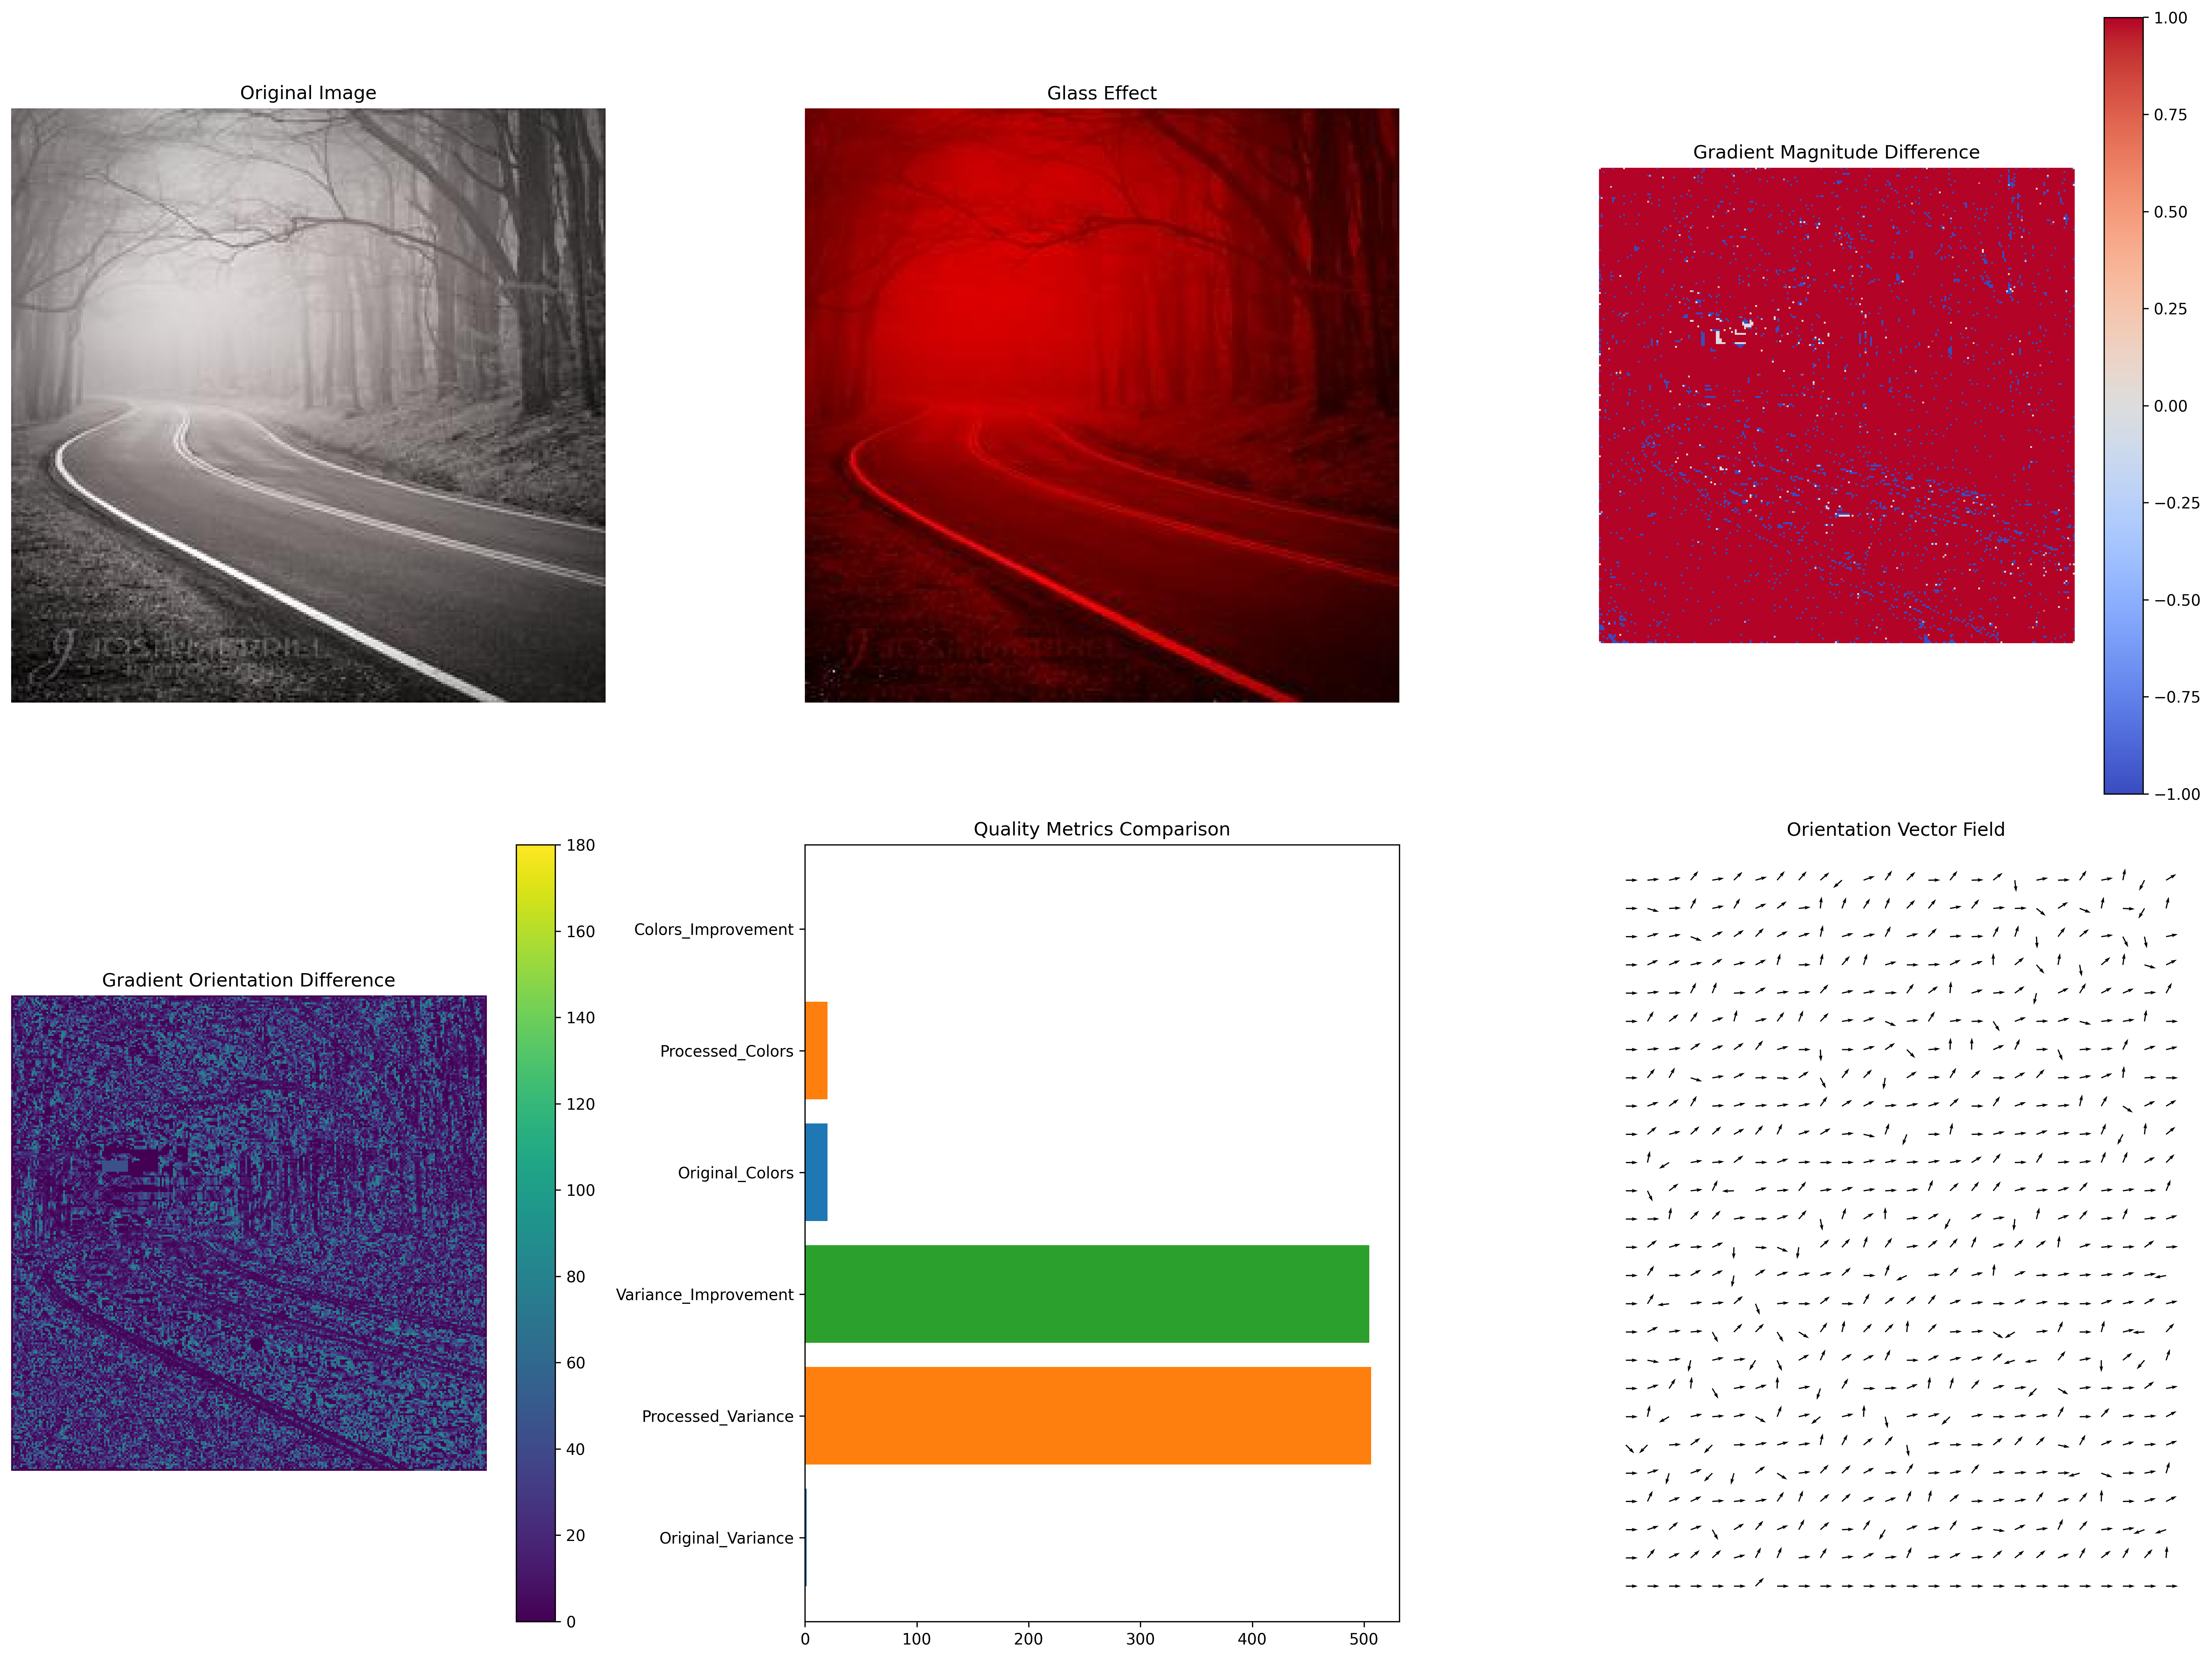 Original Image
Glass Effect
Gradient Magnitude Difference
1.00
0.75
0.50
0.25
0.00
−0.25
−0.50
−0.75
−1.00
Gradient Orientation Difference
180
160
140
120
100
80
60
40
20
0
Quality Metrics Comparison
Colors_Improvement
Processed_Colors
Original_Colors
Variance_Improvement
Processed_Variance
Original_Variance
0 100 200 300 400 500
Orientation Vector Field